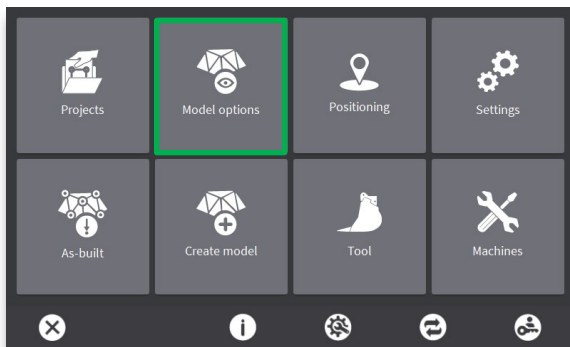 Projects
Model options
Positioning
Settings
As-built
Create model
Tool
Machines